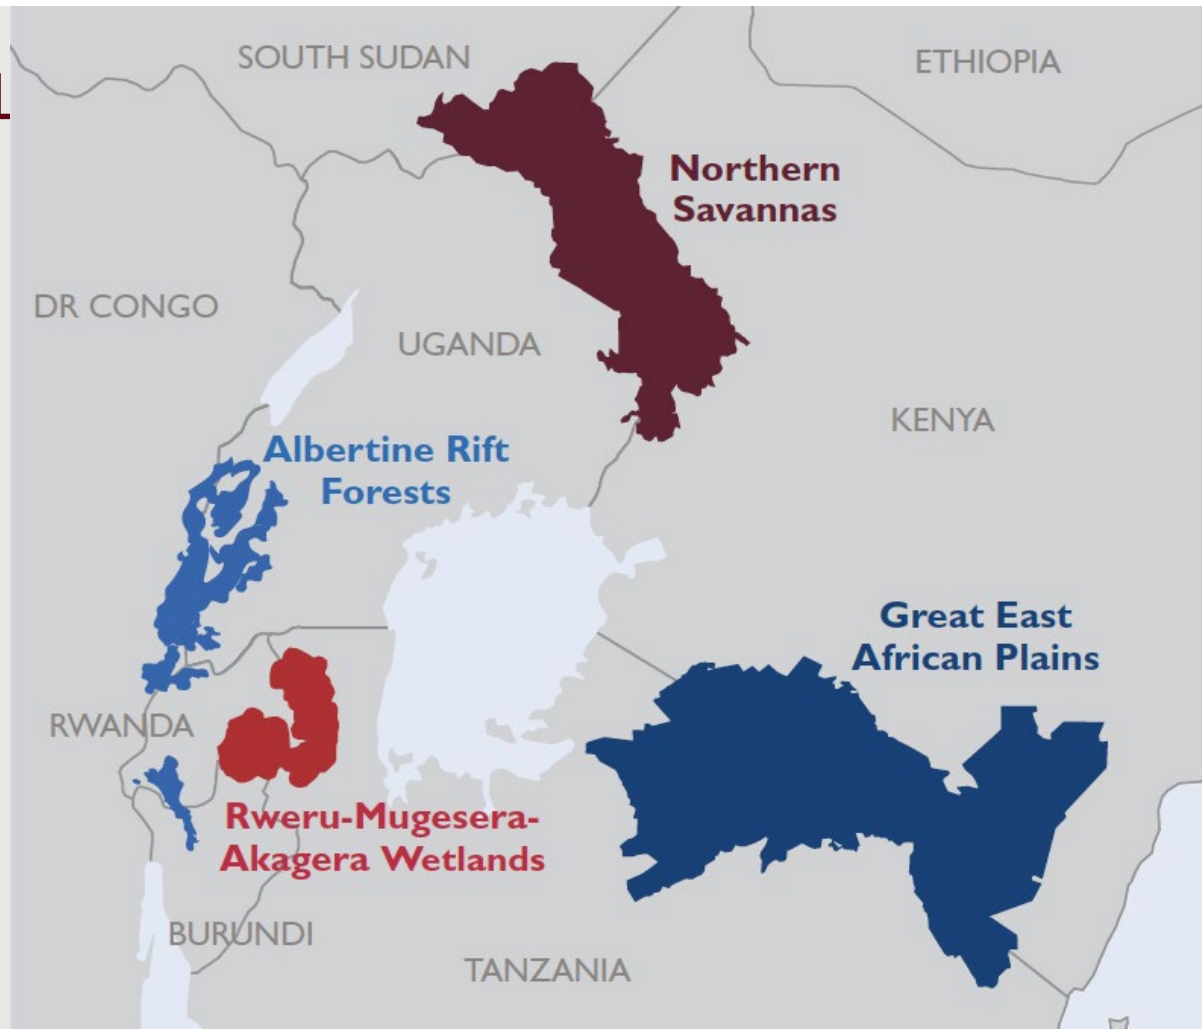 SOUTH SUDAN
ETHIOPIA
Northern
Savannas
DR CONGO
UGANDA
KENYA
Albertine Rift
Forests
Great East
African Plains
RWANDA
Rweru-Mugesera-
Akagera Wetlands
BURUNDI
TANZANIA